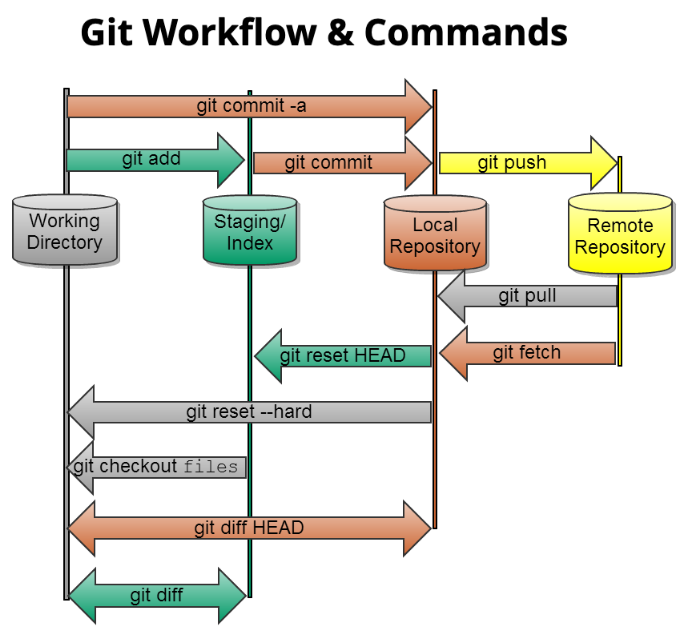 Git Workflow & Commands
git commit -a
git add
git commit
git push
Working
Directory
Staging/
Index
Local
Repository
Remote
Repository
git pull
git reset HEAD
git fetch
git reset --hard
git checkout files
git diff HEAD
git diff